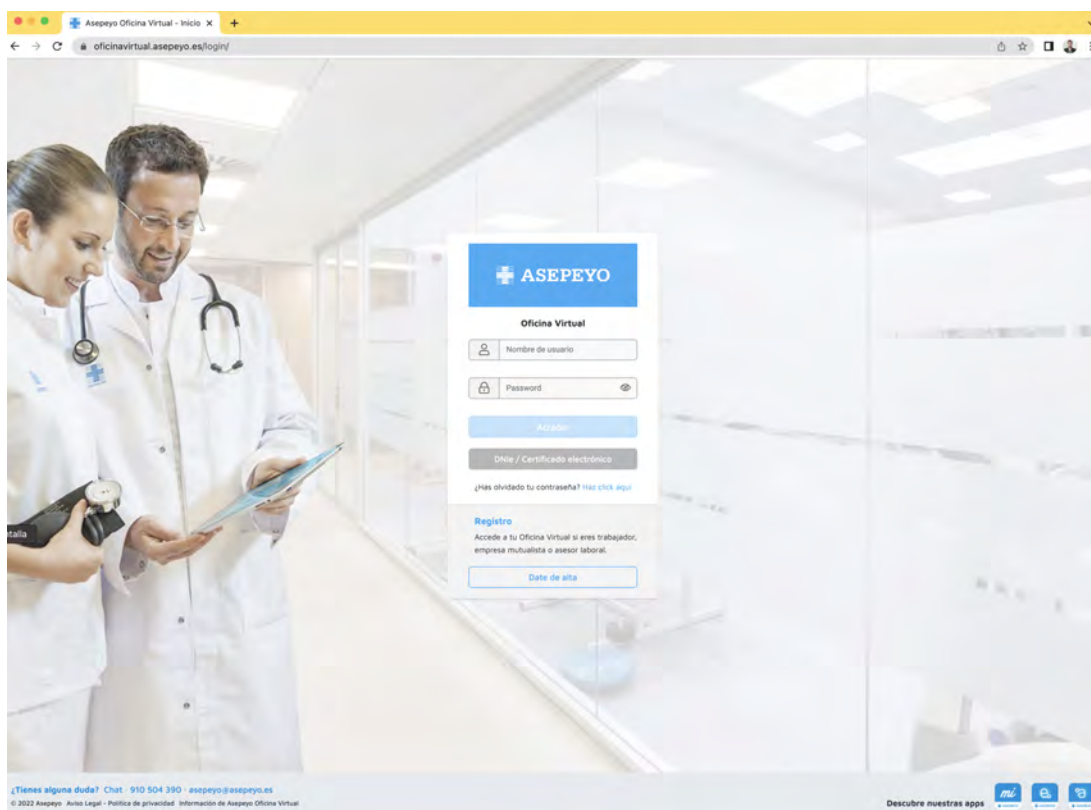 Asepeyo Oficina Virtual - Inicio
oficinavirtual.asepeyo.es/login/
ASEPEYO
Oficina Virtual
Nombre de usuario
Password
Acceder
DNIe / Certificado electrónico
¿Has olvidado tu contraseña? Haz click aquí
Registro
Accede a tu Oficina Virtual si eres trabajador,
empresa mutualista o asesor laboral.
Date de alta
ntalla
¿Tienes alguna duda? Chat · 910 504 390 · asepeyo@asepeyo.es
© 2022 Asepeyo Aviso Legal - Política de privacidad Información de Asepeyo Oficina Virtual
Descubre nuestras apps
mi